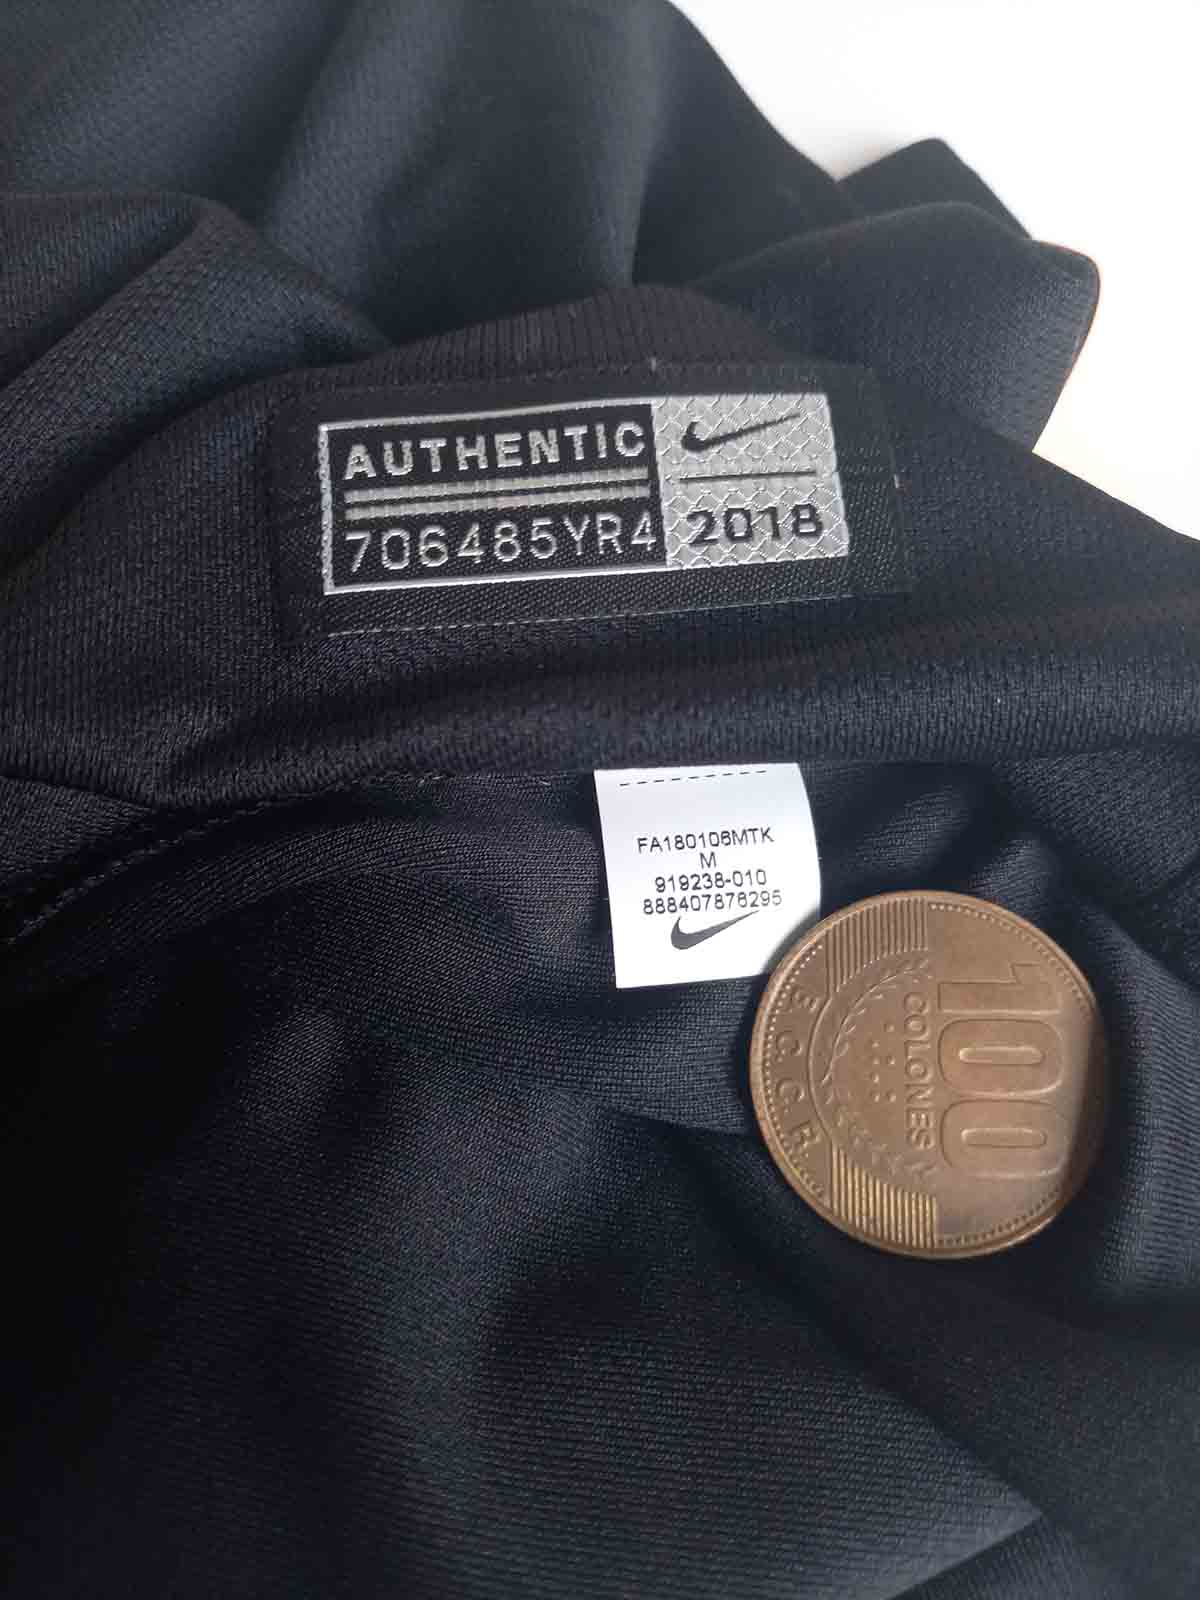 AUTHENTIC
706485YR4
2018
FA180106MTK
M
919238-010
888407876295
100
COLONES
B.C.C.R.